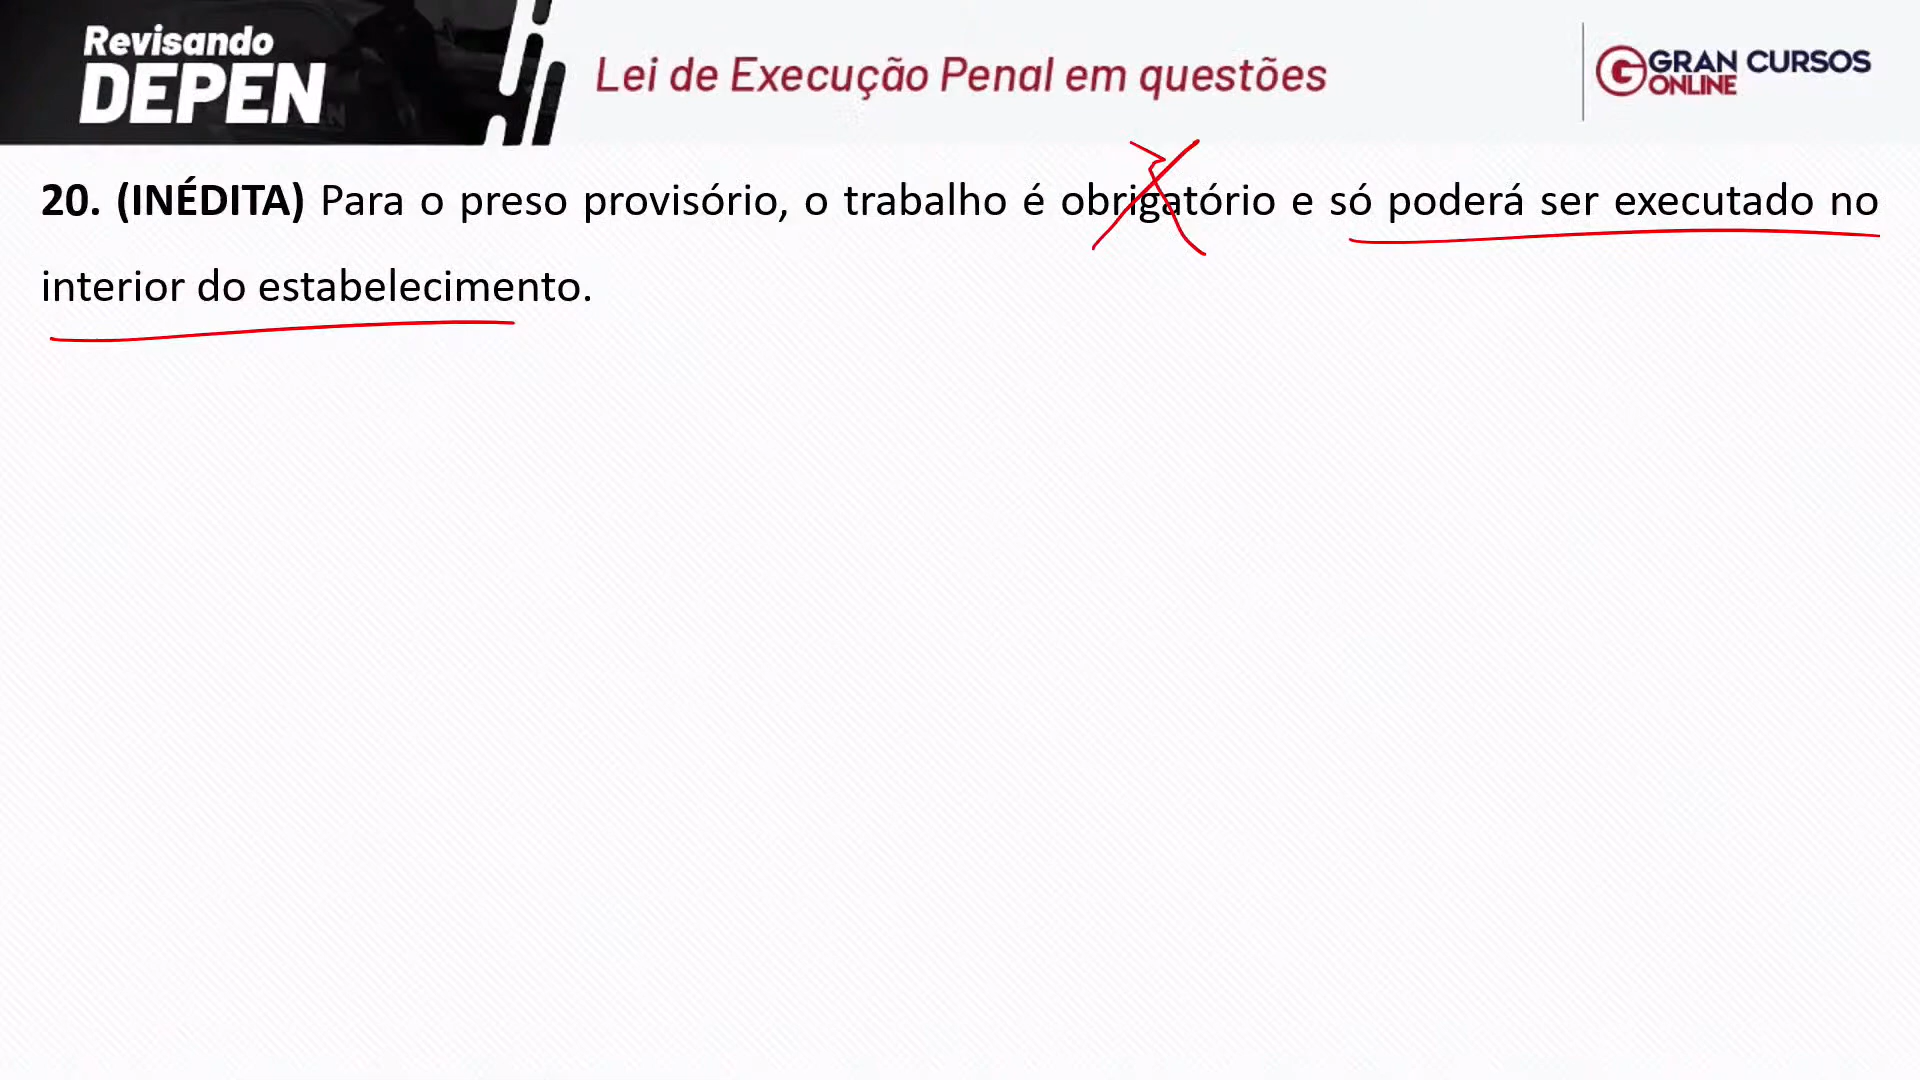 Revisando
DEPEN
Lei de Execução Penal em questões
GRAN CURSOS
ONLINE
20. (INÉDITA) Para o preso provisório, o trabalho é obrigatório e só poderá ser executado no
interior do estabelecimento.